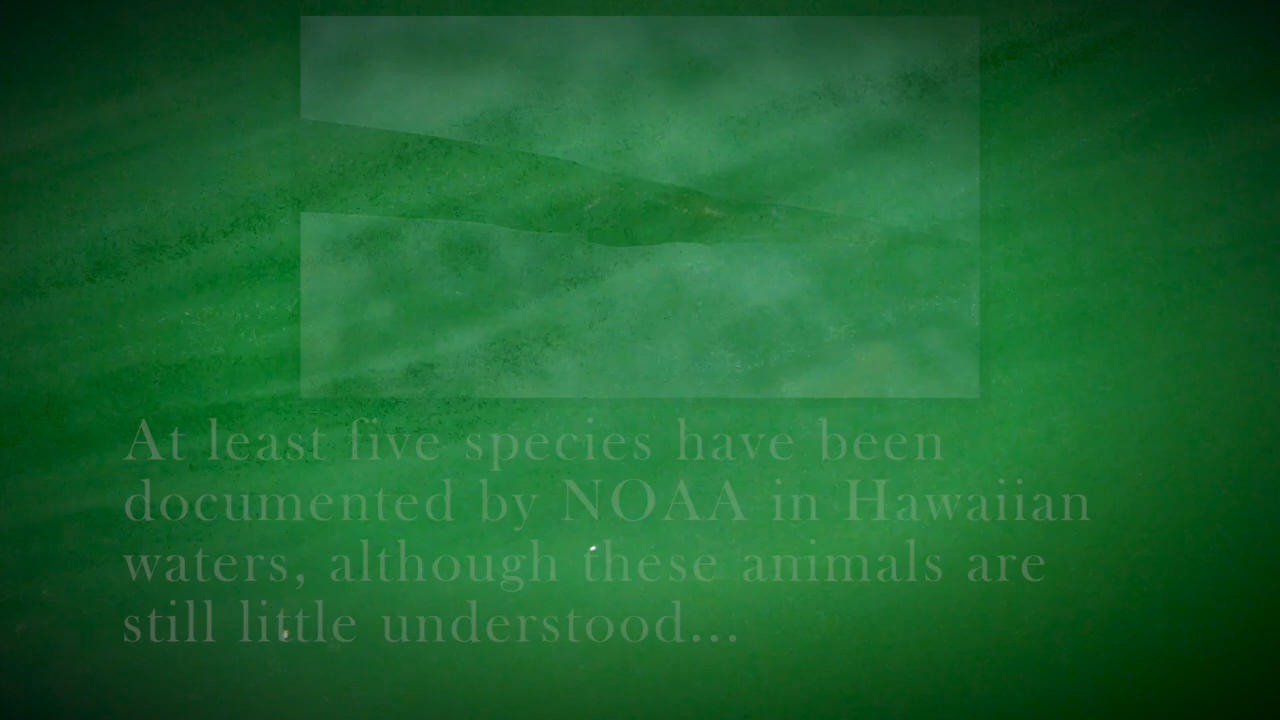 At least five species have been
documented by NOAA in Hawaiian
waters, although these animals are
still little understood...